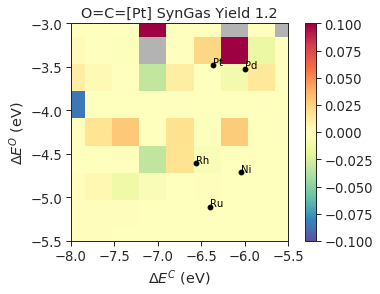 O=C=[Pt] SynGas Yield 1.2
ΔE^O (eV)
−3.0
−3.5
−4.0
−4.5
−5.0
−5.5
Pt
Pd
Rh
Ni
Ru
−8.0 −7.5 −7.0 −6.5 −6.0 −5.5
ΔE^C (eV)
0.100
0.075
0.050
0.025
0.000
−0.025
−0.050
−0.075
−0.100